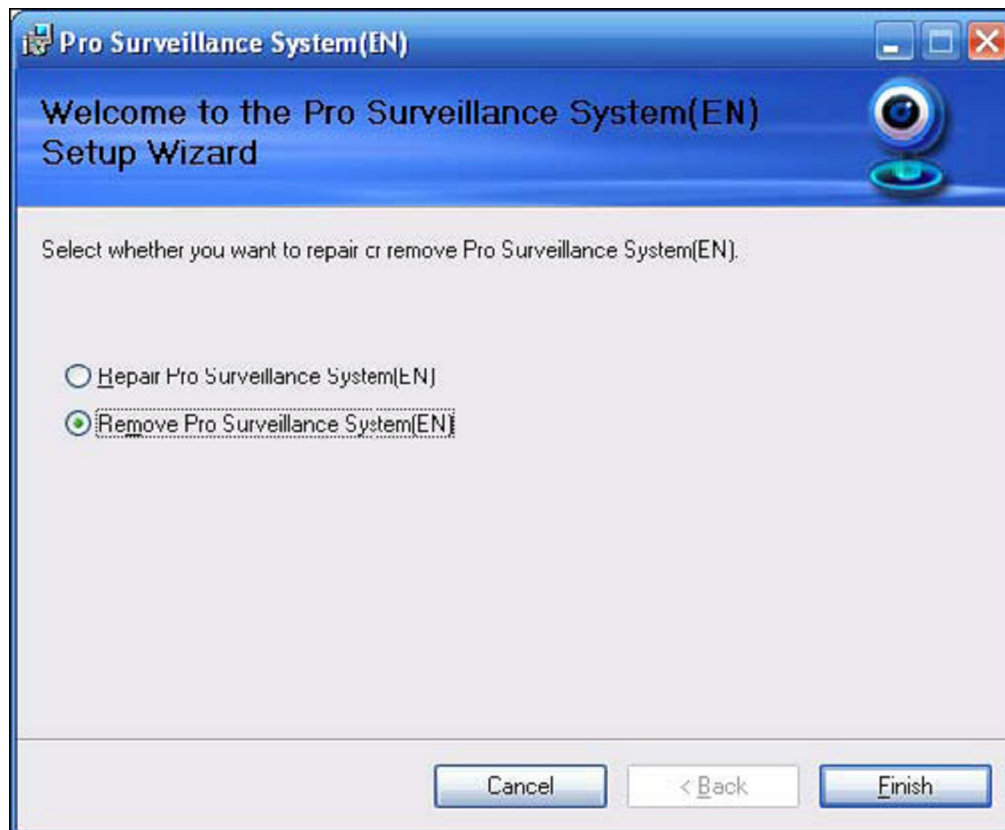 Pro Surveillance System(EN)
Welcome to the Pro Surveillance System(EN)
Setup Wizard
Select whether you want to repair or remove Pro Surveillance System(EN).
Repair Pro Surveillance System(EN)
Remove Pro Surveillance System(EN)
Cancel
< Back
Finish